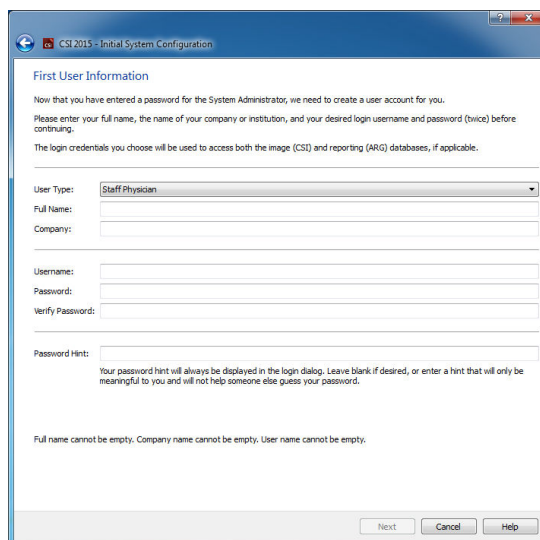 ?
CSI 2015 - Initial System Configuration
First User Information
Now that you have entered a password for the System Administrator, we need to create a user account for you.
Please enter your full name, the name of your company or institution, and your desired login username and password (twice) before
continuing.
The login credentials you choose will be used to access both the image (CSI) and reporting (ARG) databases, if applicable.
User Type: Staff Physician
Full Name:
Company:
Username:
Password:
Verify Password:
Password Hint:
Your password hint will always be displayed in the login dialog. Leave blank if desired, or enter a hint that will only be
meaningful to you and will not help someone else guess your password.
Full name cannot be empty. Company name cannot be empty. User name cannot be empty.
Next Cancel Help